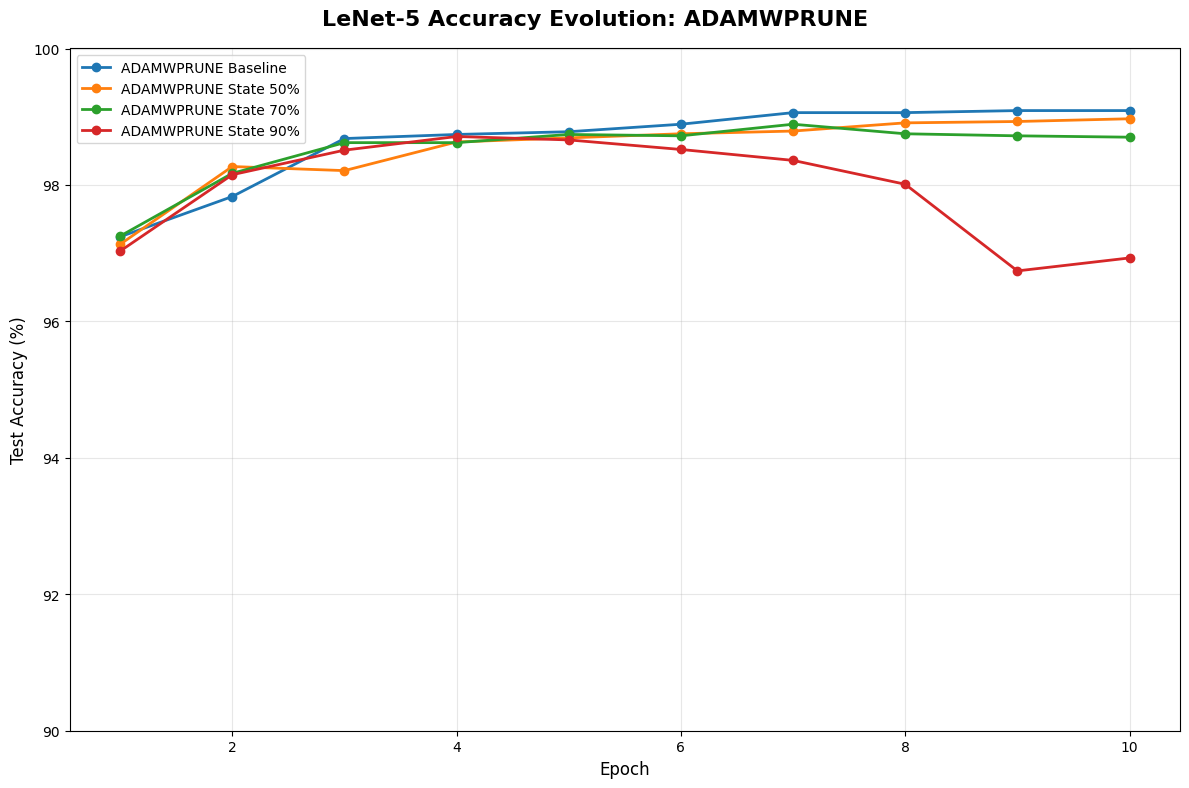 LeNet-5 Accuracy Evolution: ADAMWPRUNE
100
98
96
94
92
90
Test Accuracy (%)
ADAMWPRUNE Baseline
ADAMWPRUNE State 50%
ADAMWPRUNE State 70%
ADAMWPRUNE State 90%
2 4 6 8 10
Epoch